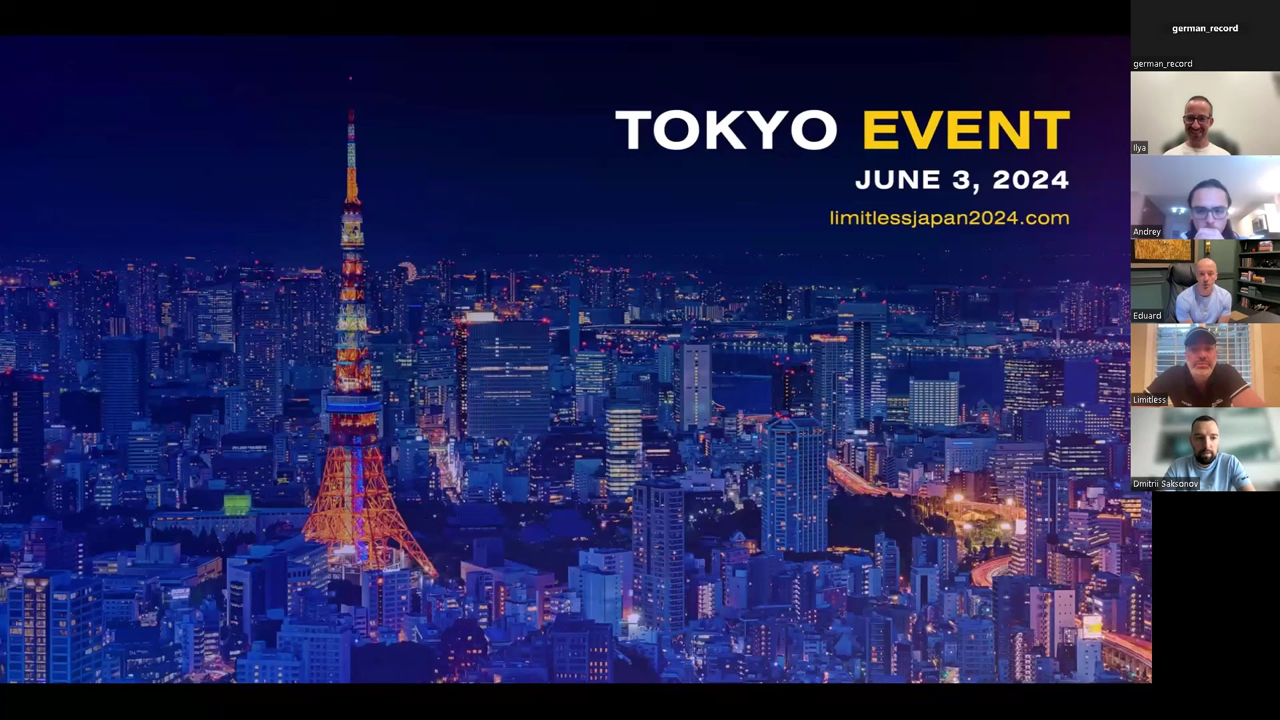 TOKYO EVENT
JUNE 3, 2024
limitlessjapan2024.com
german_record
german_record
Ilya
Andrey
Eduard
Limitless
Dmitrii Saksonov